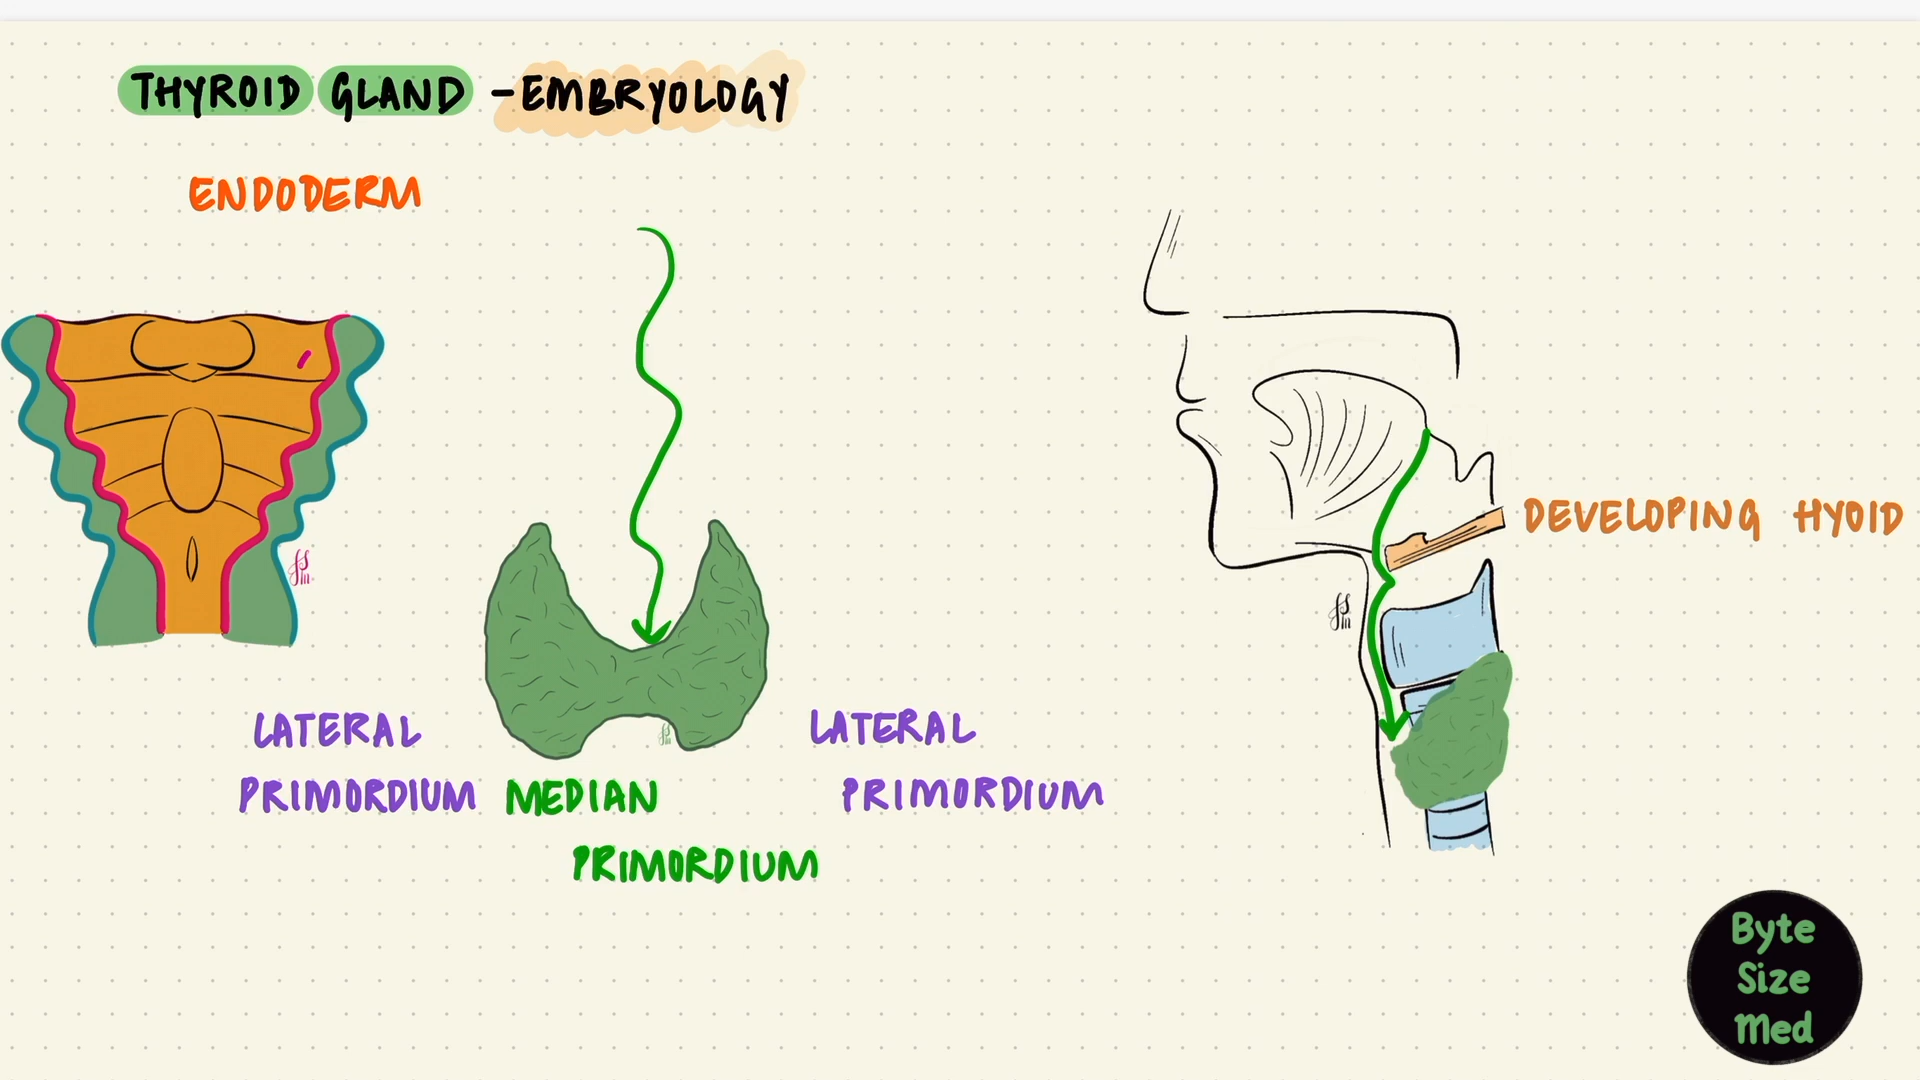 THYROID GLAND - EMBRYOLOGY
ENDODERM
DEVELOPING HYOID
LATERAL
PRIMORDIUM
MEDIAN
PRIMORDIUM
LATERAL
PRIMORDIUM
Byte
Size
Med